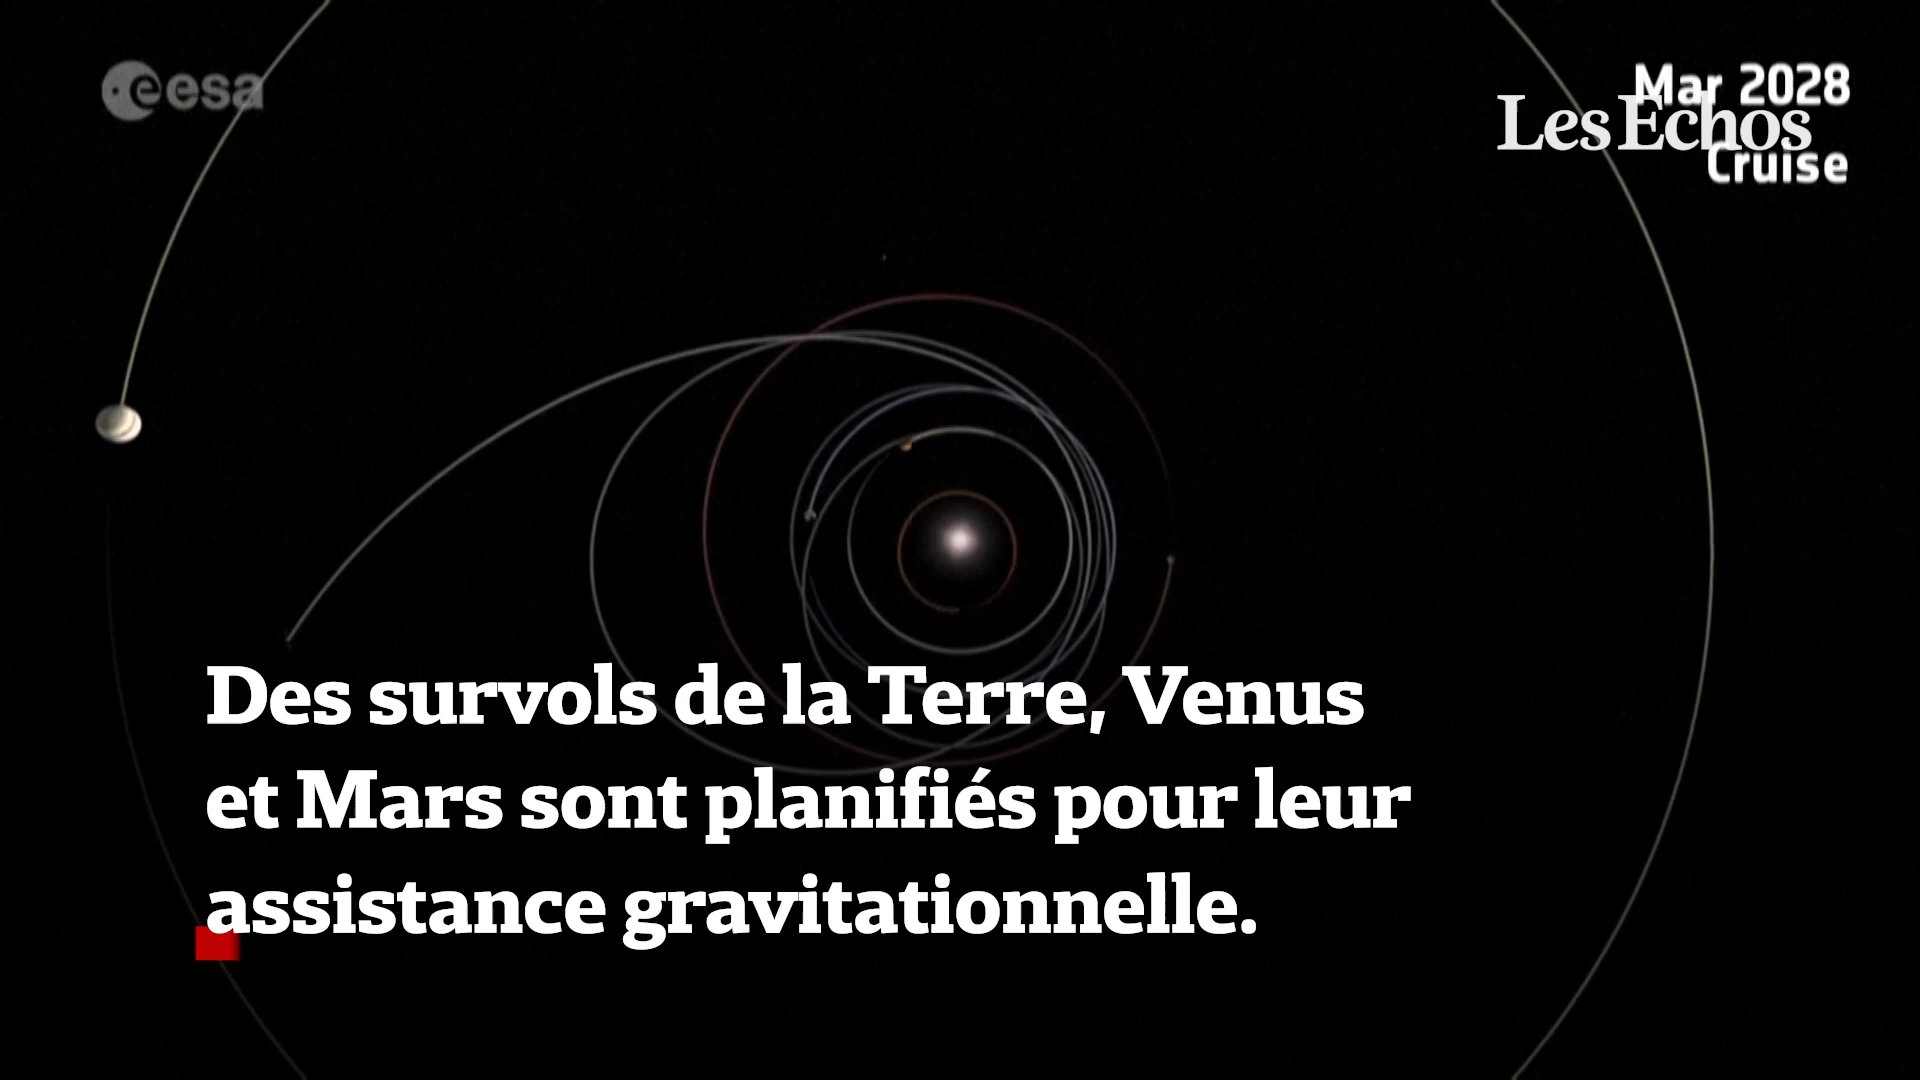 esa
Mar 2028
Les Echos
Cruise
Des survols de la Terre, Venus
et Mars sont planifiés pour leur
assistance gravitationnelle.